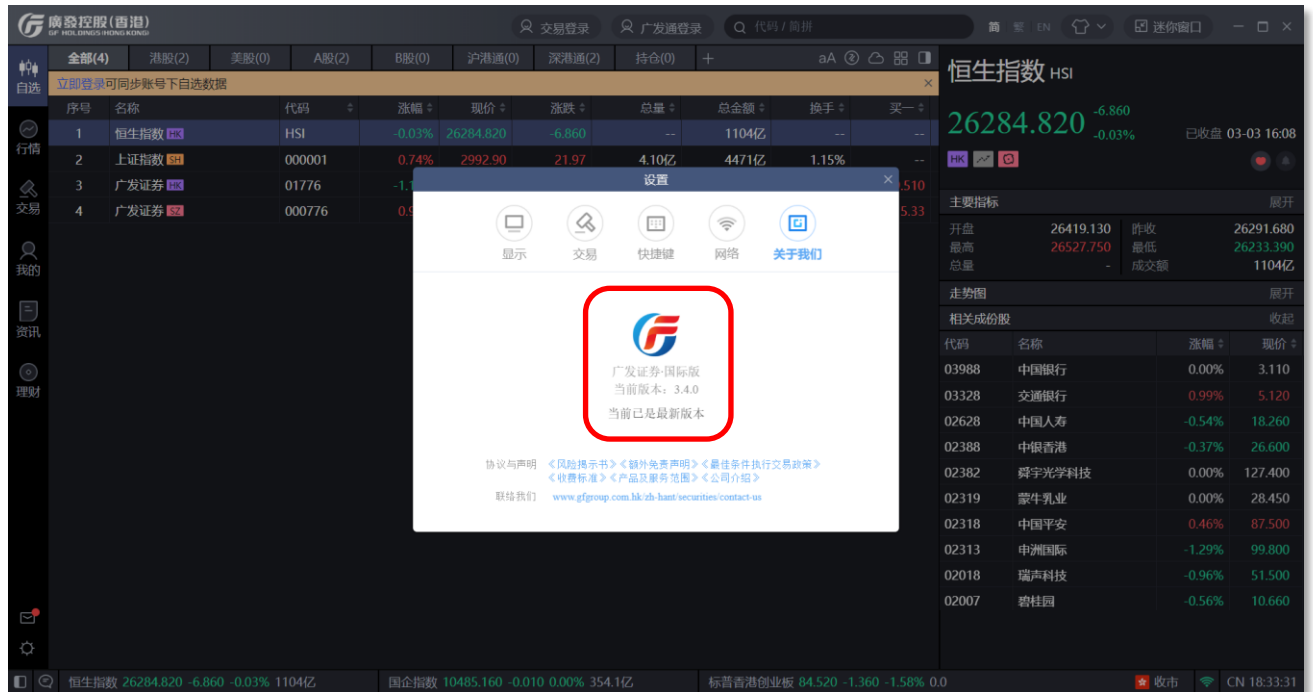 廣發控股(香港)
GF HOLDINGS (HONG KONG)
交易登录 广发通登录 代码 / 简拼 简 繁 EN 迷你窗口
自选
行情
交易
我的
资讯
理财
全部(4) 港股(2) 美股(0) A股(2) B股(0) 沪港通(0) 深港通(2) 持仓(0) + aA
立即登录可同步账号下自选数据 ×
序号 名称 代码 涨幅 现价 涨跌 总量 总金额 换手 买一
1 恒生指数 HK HSI -0.03% 26284.820 -6.860 -- 1104亿 -- --
2 上证指数 SH 000001 0.74% 2992.90 21.97 4.10亿 4471亿 1.15% --
3 广发证券 HK 01776 -1.1 .510
4 广发证券 SZ 000776 0.9 5.33
设置 ×
显示 交易 快捷键 网络 关于我们
广发证券·国际版
当前版本：3.4.0
当前已是最新版本
协议与声明 《风险揭示书》《额外免责声明》《最佳条件执行交易政策》
《收费标准》《产品及服务范围》《公司介绍》
联络我们 www.gfgroup.com.hk/zh-hant/securities/contact-us
恒生指数 HSI
26284.820 -6.860
-0.03% 已收盘 03-03 16:08
HK
主要指标 展开
开盘 26419.130 昨收 26291.680
最高 26527.750 最低 26233.390
总量 - 成交额 1104亿
走势图 展开
相关成份股 收起
代码 名称 涨幅 现价
03988 中国银行 0.00% 3.110
03328 交通银行 0.99% 5.120
02628 中国人寿 -0.54% 18.260
02388 中银香港 -0.37% 26.600
02382 舜宇光学科技 0.00% 127.400
02319 蒙牛乳业 0.00% 28.450
02318 中国平安 0.46% 87.500
02313 申洲国际 -1.29% 99.800
02018 瑞声科技 -0.96% 51.500
02007 碧桂园 -0.56% 10.660
恒生指数 26284.820 -6.860 -0.03% 1104亿 国企指数 10485.160 -0.010 0.00% 354.1亿 标普香港创业板 84.520 -1.360 -1.58% 0.0 收市 CN 18:33:31